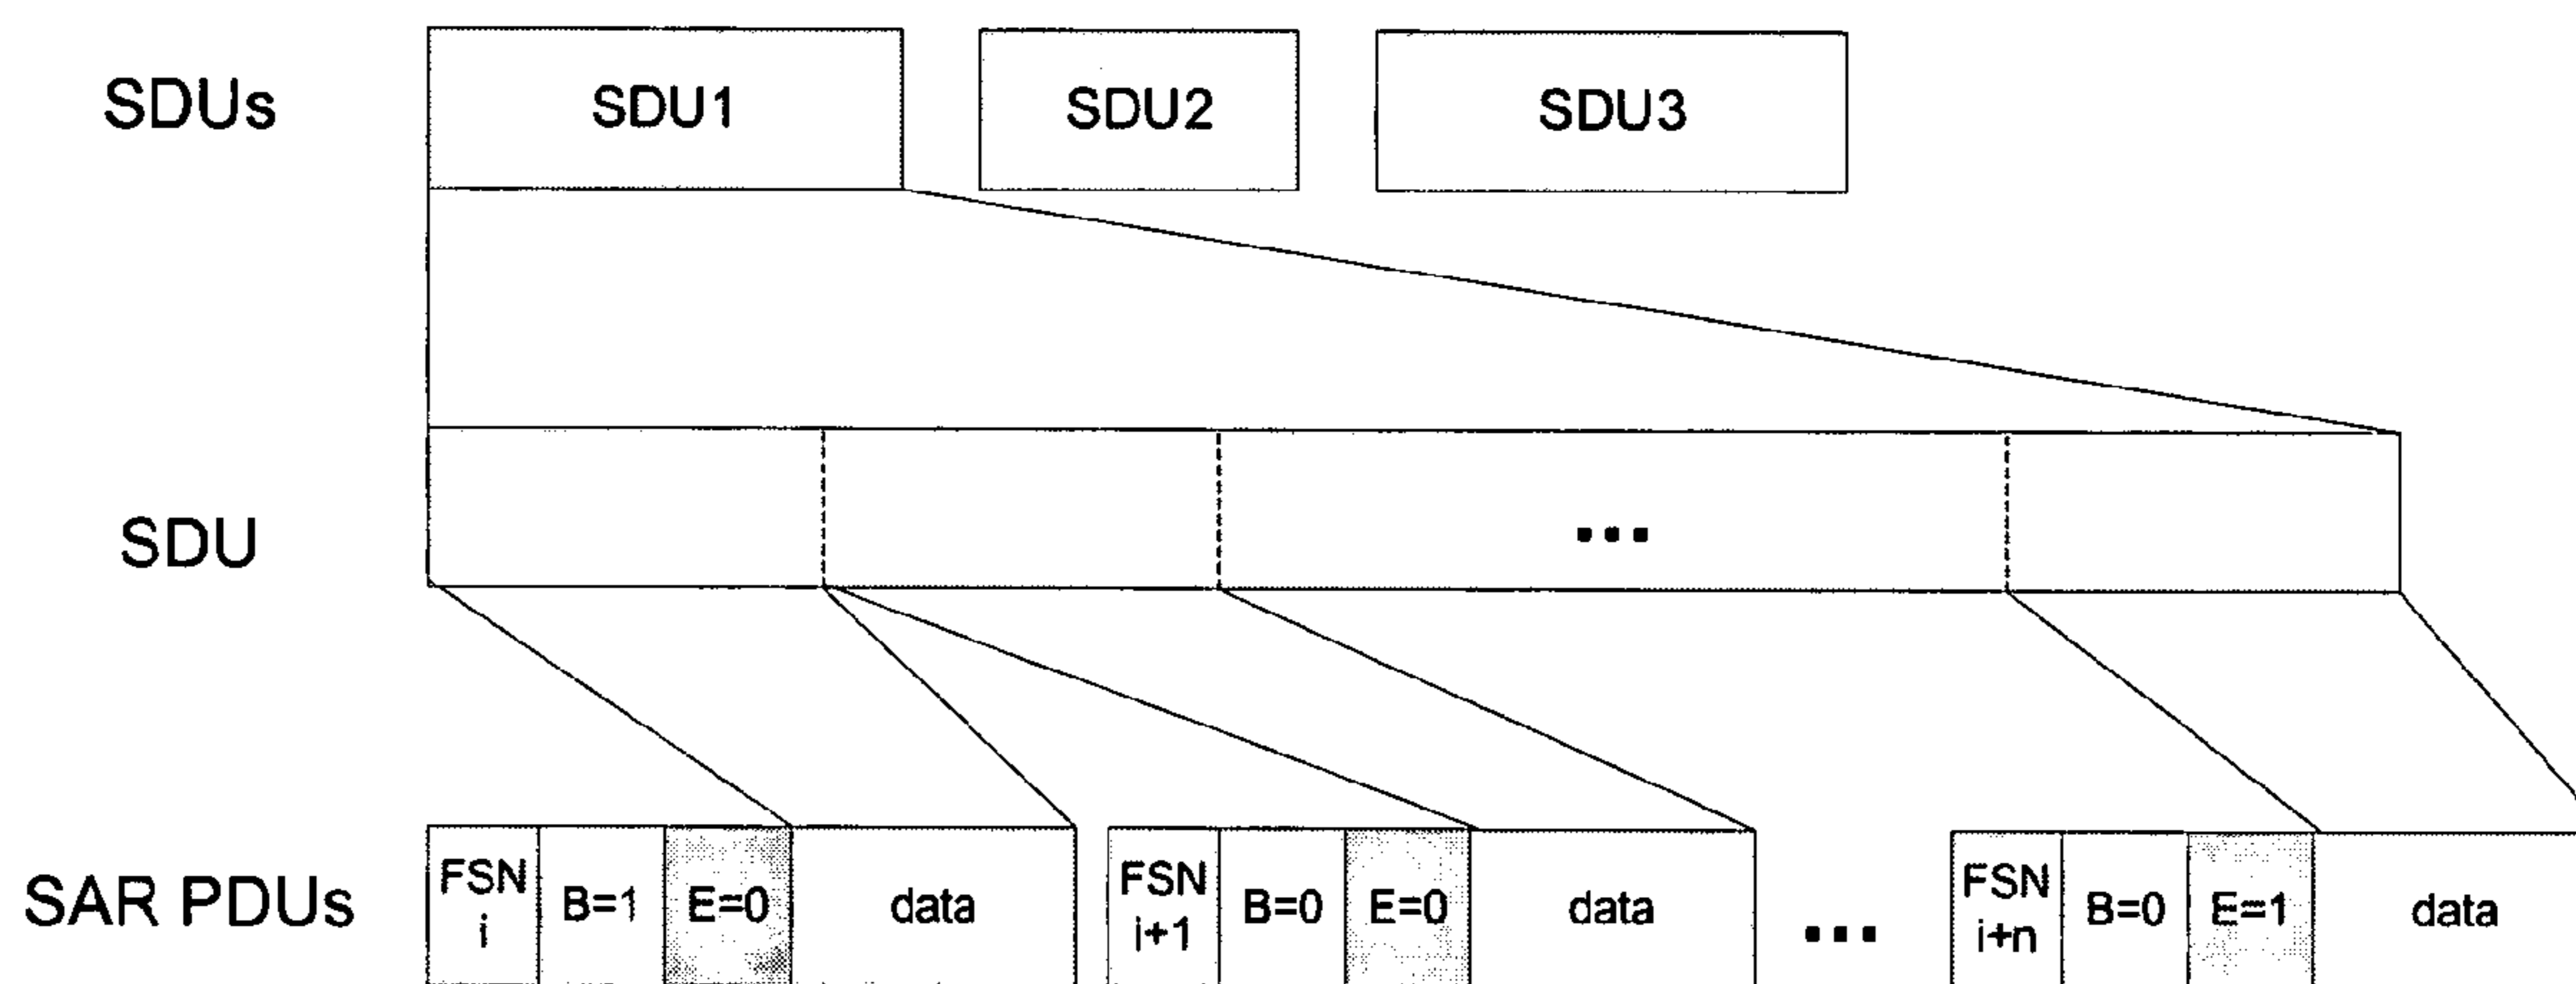 SDUs SDU1 SDU2 SDU3
SDU ...
FSN FSN FSN
SAR PDUs B=1 E=0 data B=0 E=0 data ... B=0 E=1 data
i i+1 i+n